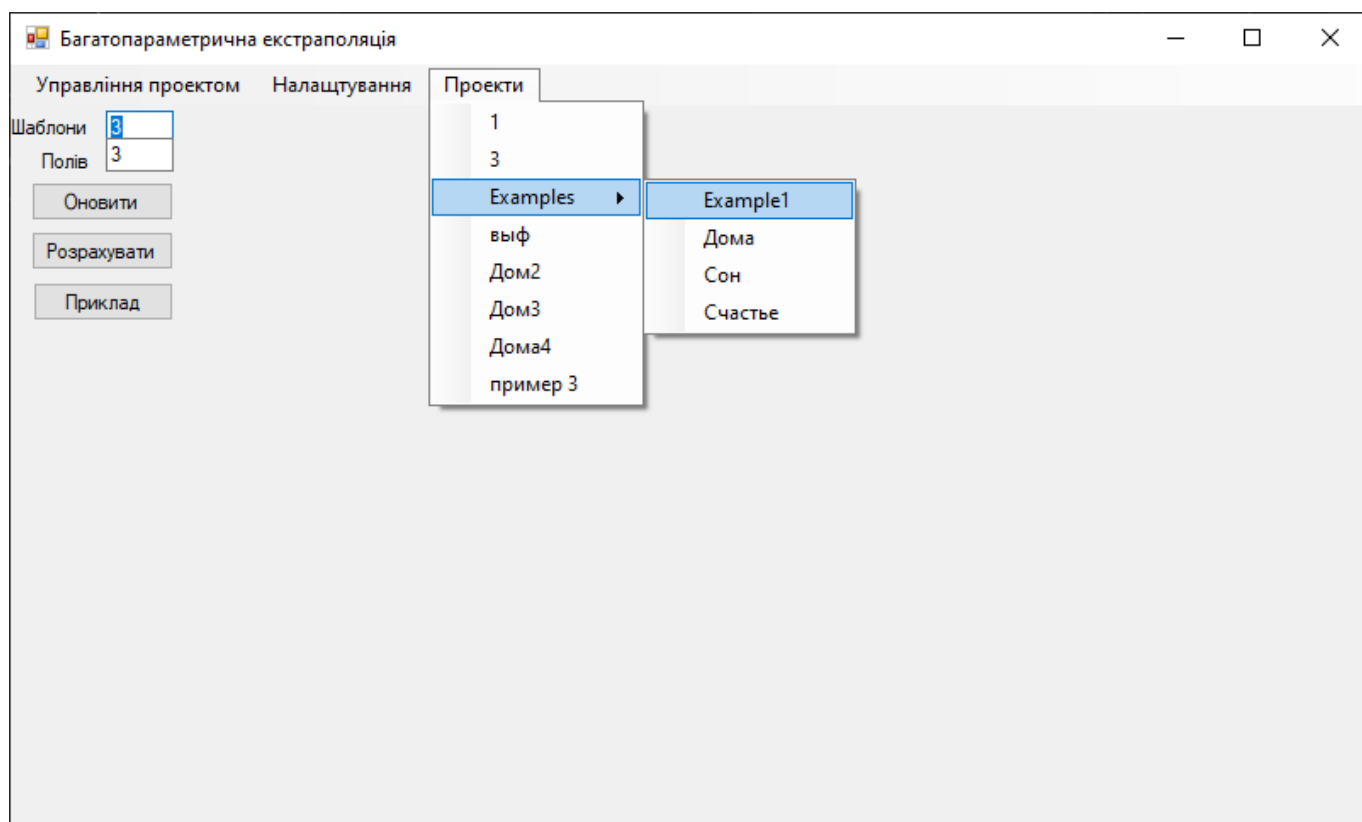 Багатопараметрична екстраполяція
Управління проектом Налащтування Проекти
Шаблони 3
Полів 3
Оновити
Розрахувати
Приклад
1
3
Examples
выф
Дом2
Дом3
Дома4
пример 3
Example1
Дома
Сон
Счастье